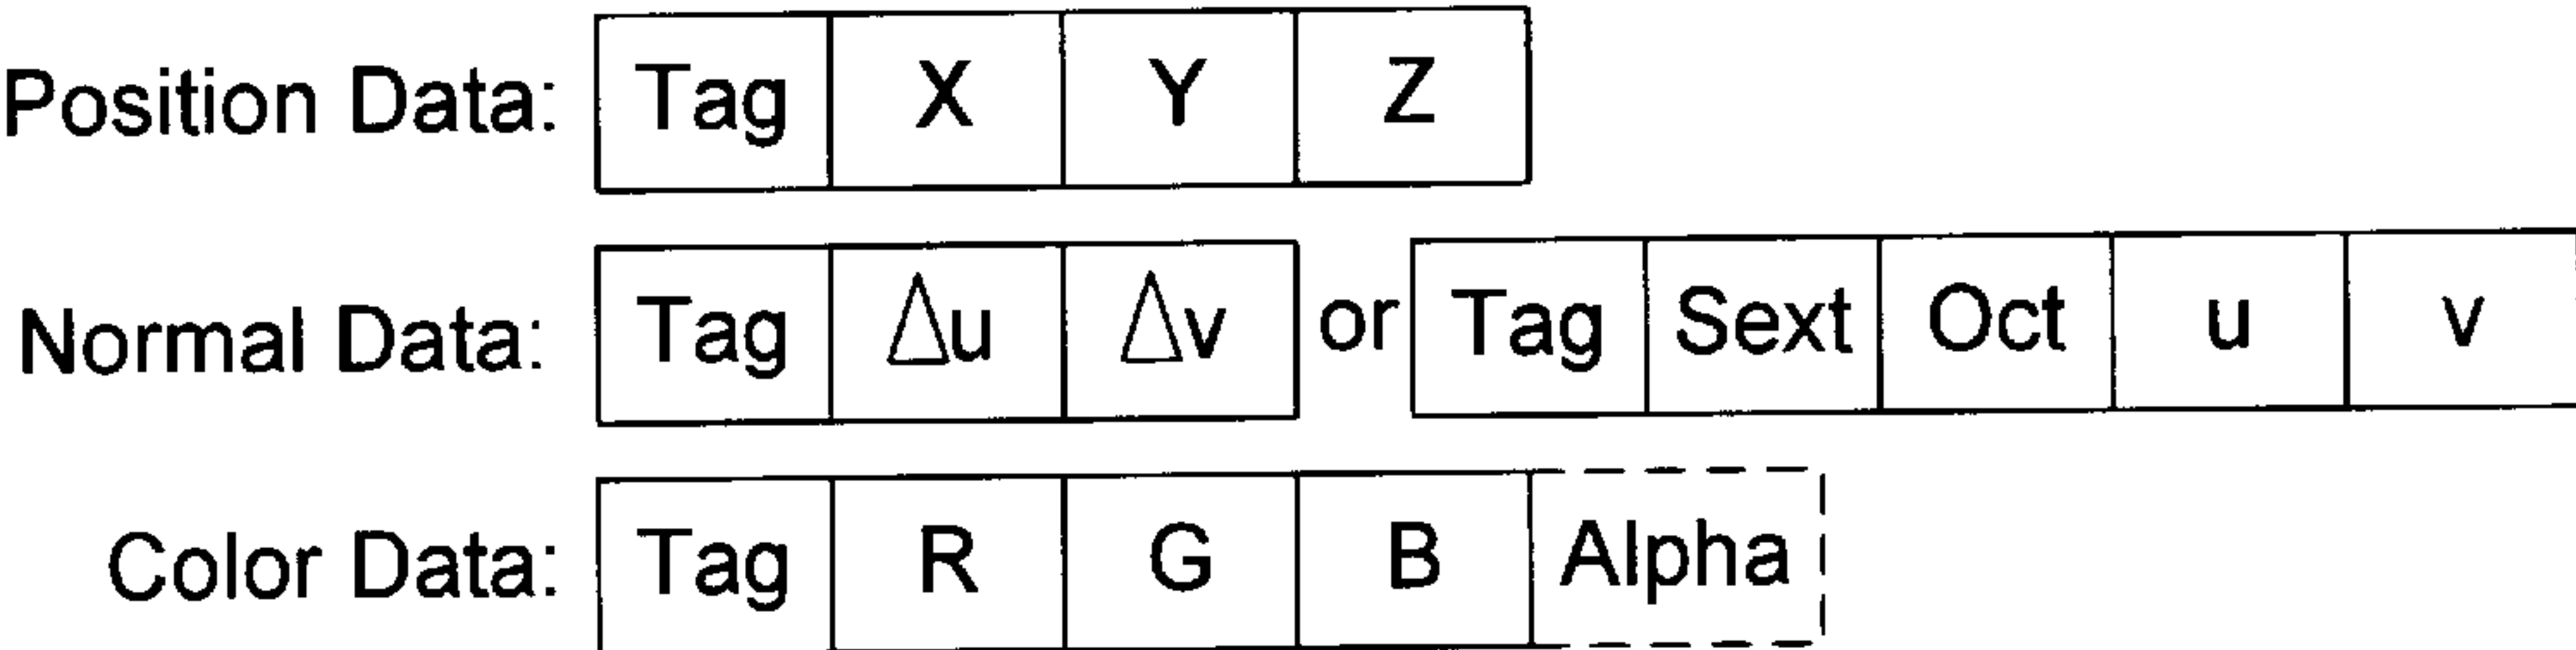 Position Data: Tag X Y Z
Normal Data: Tag Δu Δv or Tag Sext Oct u v
Color Data: Tag R G B Alpha